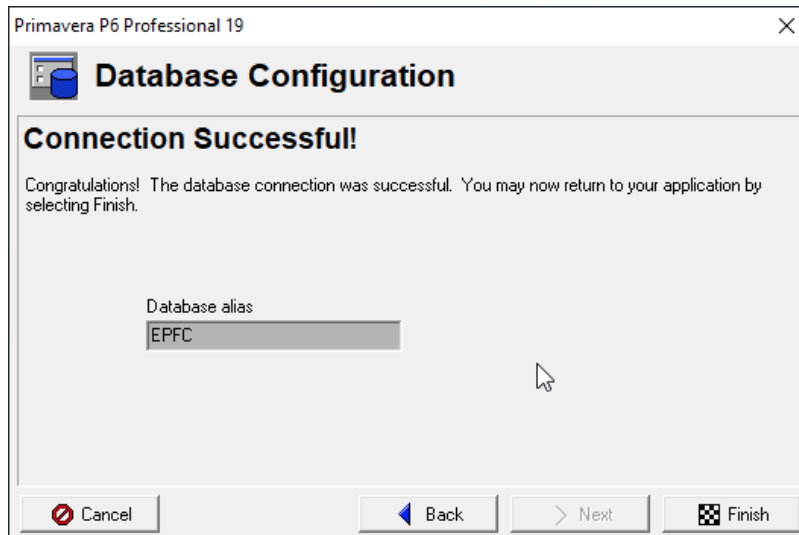 Primavera P6 Professional 19
Database Configuration
Connection Successful!
Congratulations!  The database connection was successful.  You may now return to your application by
selecting Finish.
Database alias
EPFC
Cancel
Back
Next
Finish